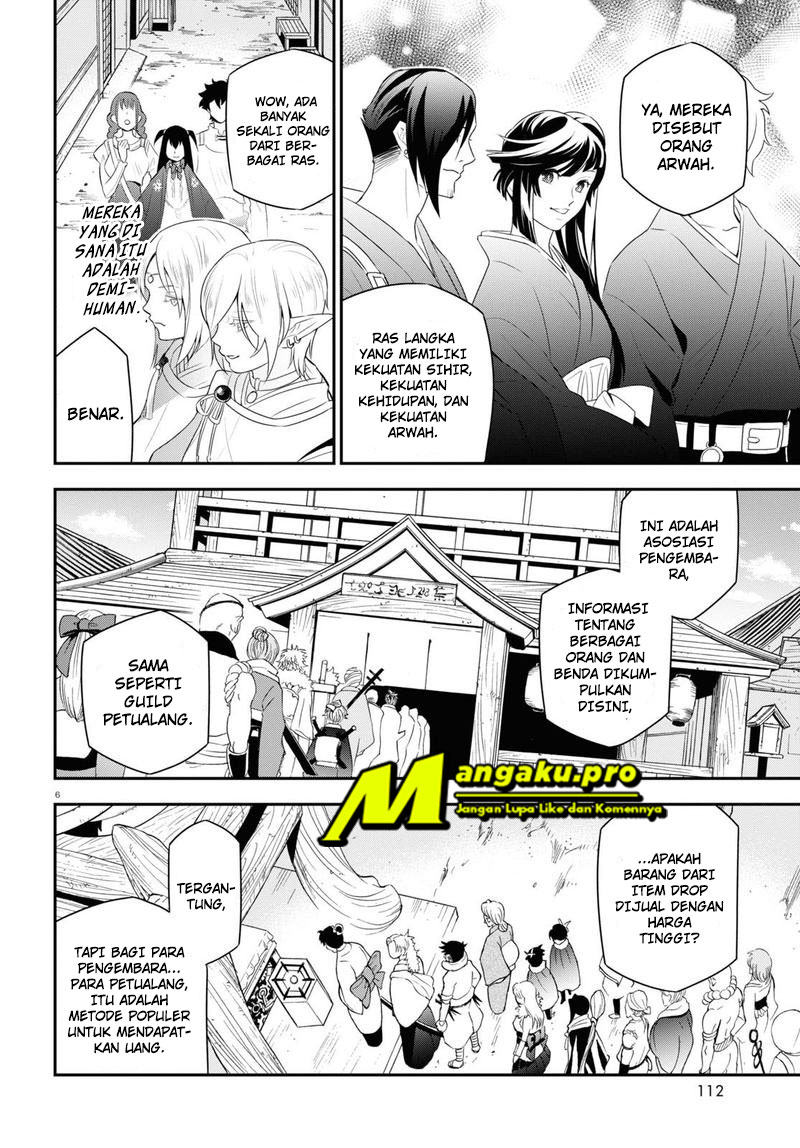 YA, MEREKA
DISEBUT
ORANG
ARWAH.
RAS LANGKA
YANG MEMILIKI
KEKUATAN SIHIR,
KEKUATAN
KEHIDUPAN, DAN
KEKUATAN
ARWAH.
WOW, ADA
BANYAK
SEKALI ORANG
DARI BER-
BAGAI RAS.
MEREKA
YANG DI
SANA ITU
ADALAH
DEMI-
HUMAN.
BENAR.
INI ADALAH
ASOSIASI
PENGEMBA-
RA,
INFORMASI
TENTANG
BERBAGAI
ORANG DAN
BENDA DIKUM-
PULKAN
DISINI,
SAMA
SEPERTI
GUILD
PETUALANG.
6
Mangaku.pro
Jangan Lupa Like dan Komennya
...APAKAH
BARANG DARI
ITEM DROP
DIJUAL DENGAN
HARGA
TINGGI?
TERGAN-
TUNG,
TAPI BAGI PARA
PENGEMBARA...
PARA PETUALANG,
ITU ADALAH
METODE POPULER
UNTUK MENDAPAT-
KAN UANG.
112